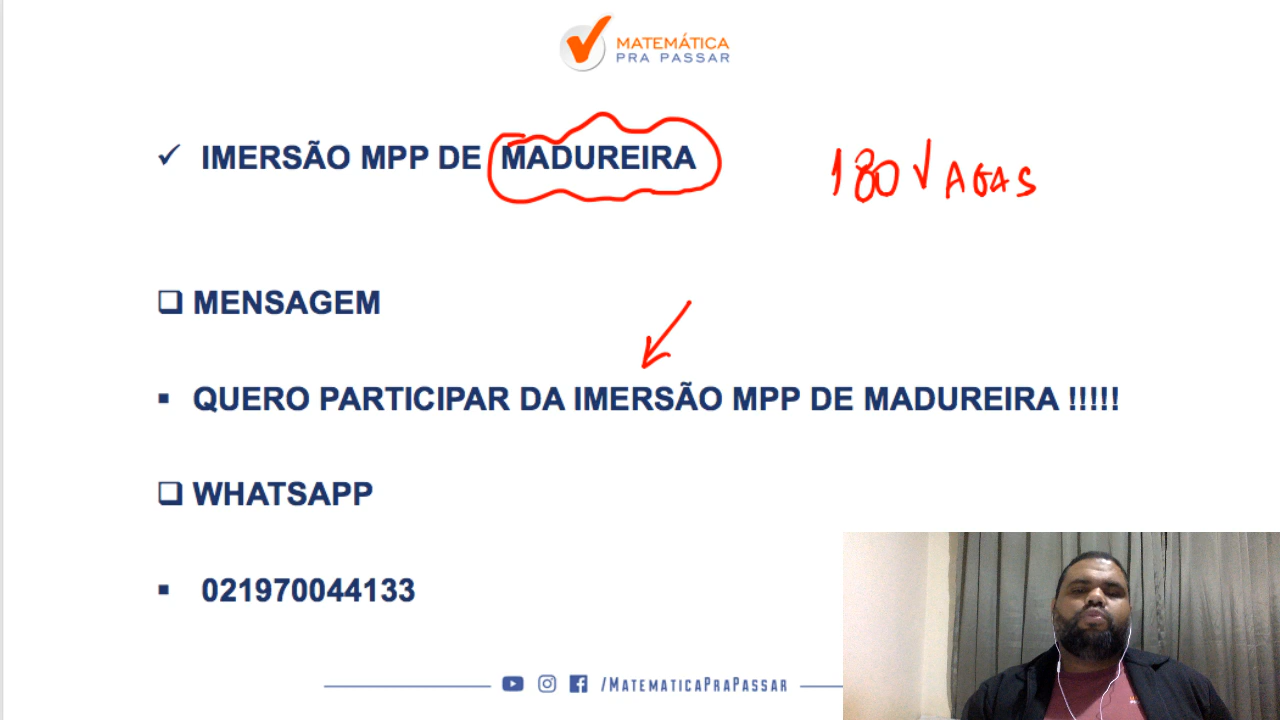 MATEMÁTICA
PRA PASSAR
✓ IMERSÃO MPP DE MADUREIRA
180 VAGAS
❑ MENSAGEM
▪ QUERO PARTICIPAR DA IMERSÃO MPP DE MADUREIRA !!!!!
❑ WHATSAPP
▪ 021970044133
/MATEMATICAPRAPASSAR